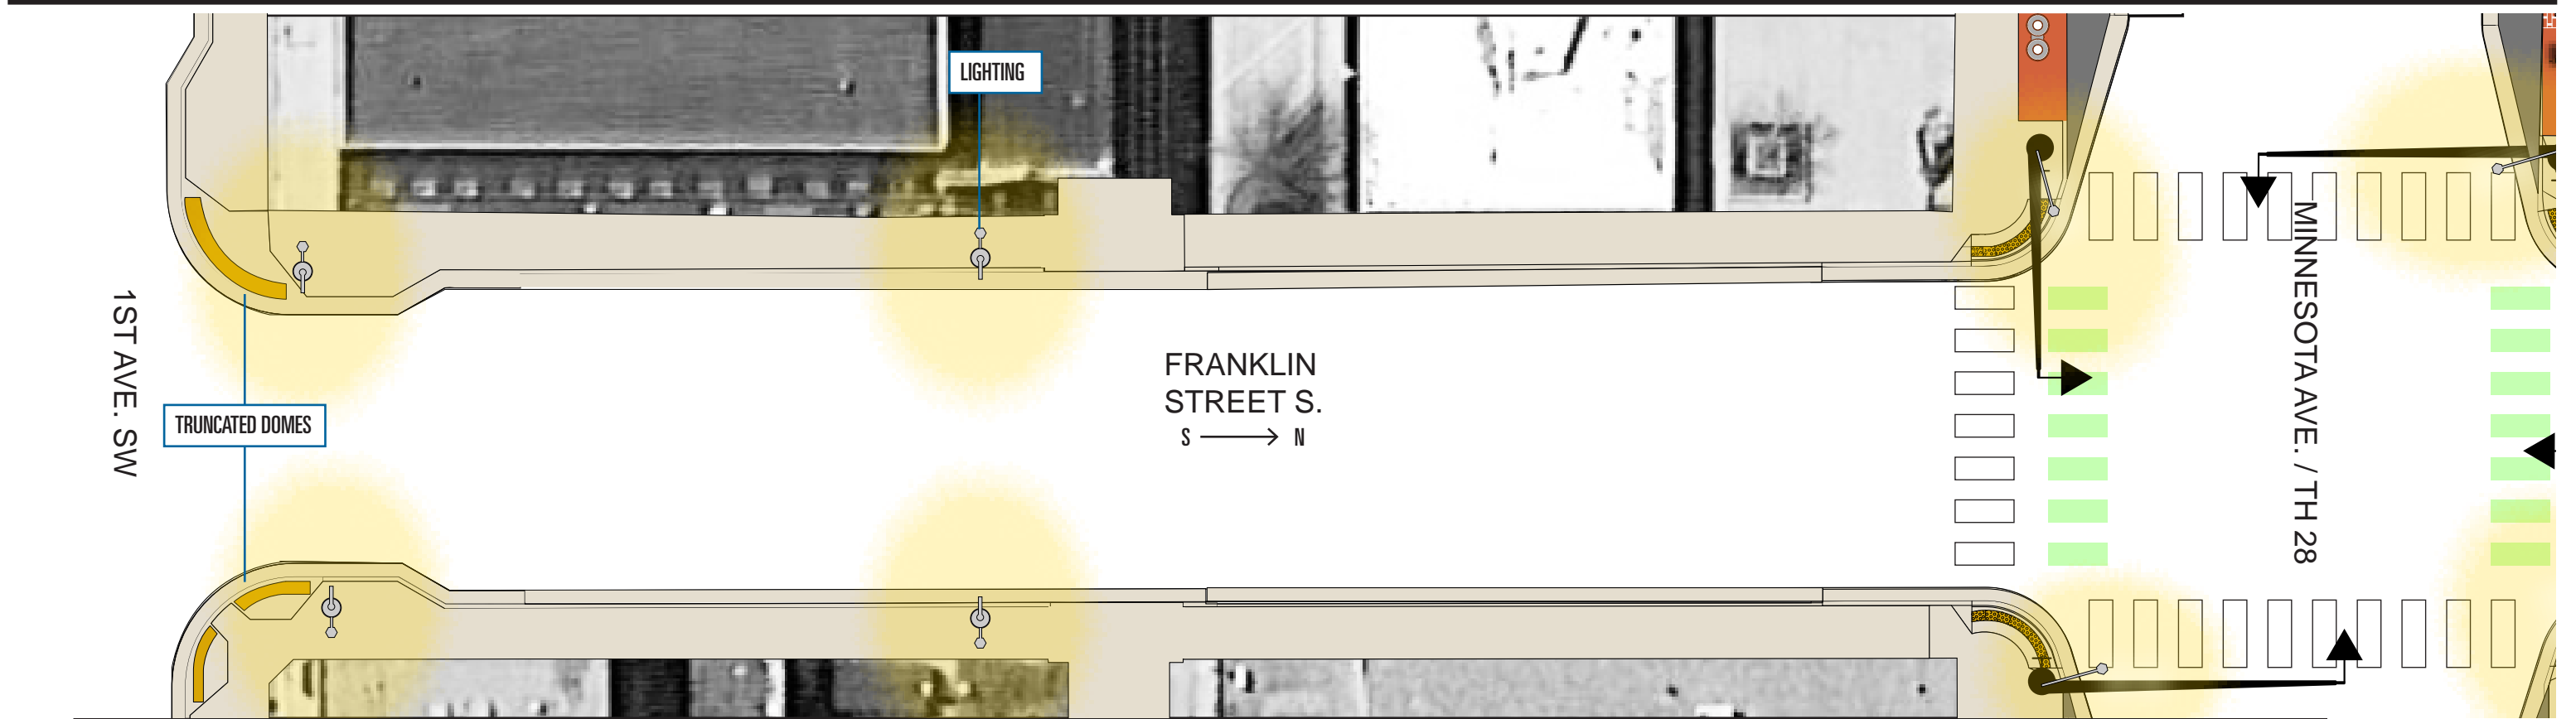 LIGHTING
1ST AVE. SW
TRUNCATED DOMES
FRANKLIN
STREET S.
S N
MINNESOTA AVE. / TH 28